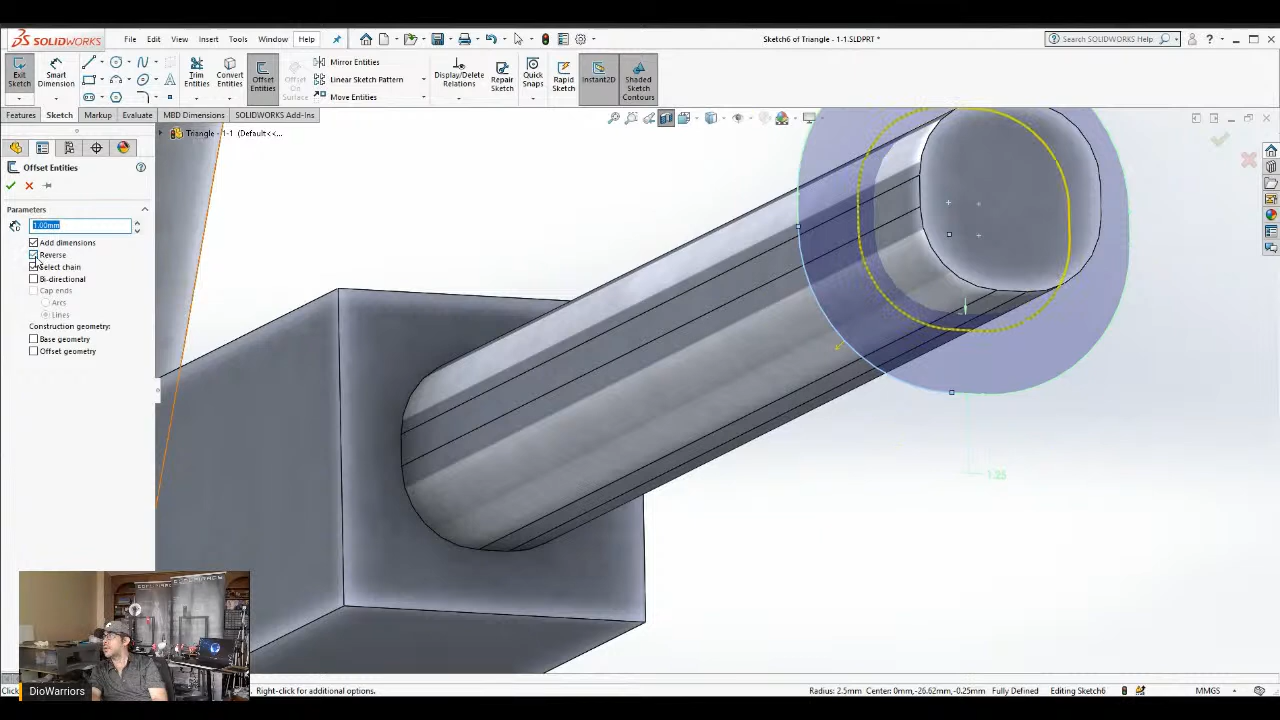 SOLIDWORKS File Edit View Insert Tools Window Help Sketch6 of Triangle - 1-1.SLDPRT * Search SOLIDWORKS Help
Exit Sketch
Smart Dimension
Trim Entities
Convert Entities
Offset Entities
Offset On Surface
Mirror Entities
Linear Sketch Pattern
Move Entities
Display/Delete Relations
Repair Sketch
Quick Snaps
Rapid Sketch
Instant2D
Shaded Sketch Contours
Features Sketch Markup Evaluate MBD Dimensions SOLIDWORKS Add-Ins
Triangle - 1-1 (Default<<...
Offset Entities
Parameters
1.00mm
Add dimensions
Reverse
Select chain
Bi-directional
Cap ends
Arcs
Lines
Construction geometry:
Base geometry
Offset geometry
1.25
DioWarriors
Right-click for additional options. Radius: 2.5mm Center: 0mm,-26.62mm,-0.25mm Fully Defined Editing Sketch6 MMGS